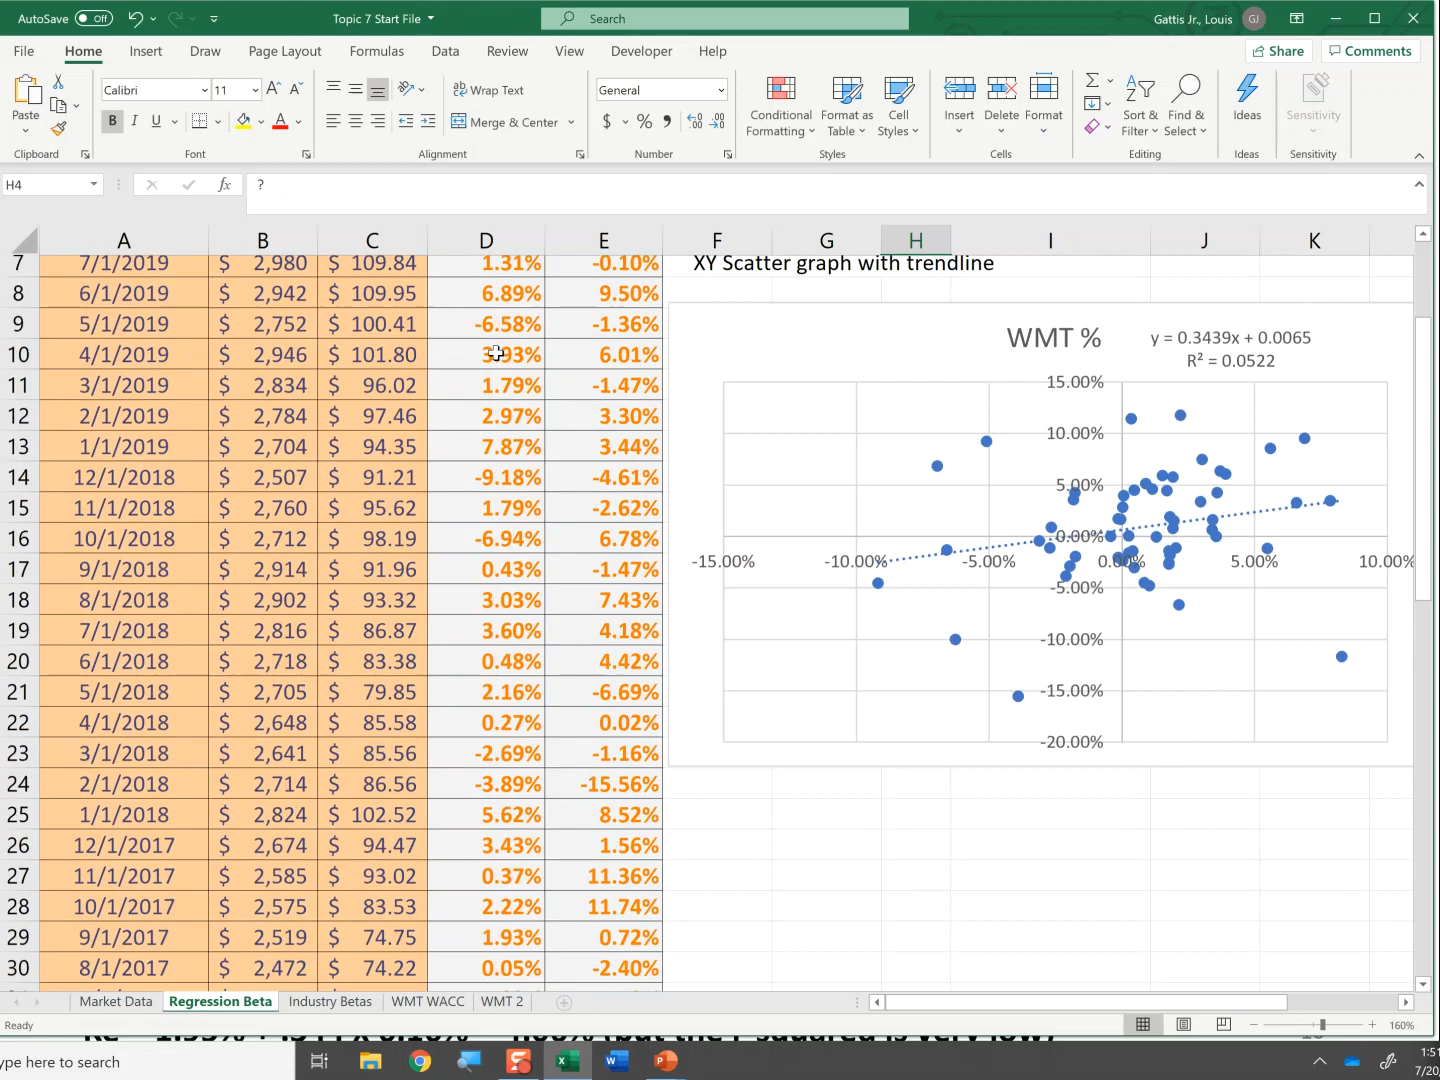 AutoSave Off
Topic 7 Start File
Search
Gattis Jr., Louis GJ
File Home Insert Draw Page Layout Formulas Data Review View Developer Help
Share Comments
Paste
Calibri 11
Wrap Text
General
Conditional Formatting
Format as Table
Cell Styles
Insert Delete Format
Sort & Filter
Find & Select
Ideas
Sensitivity
B I U
Merge & Center
$ % 9
Clipboard Font Alignment Number Styles Cells Editing Ideas Sensitivity
H4 fx ?
A B C D E F G H I J K
7 7/1/2019 $ 2,980 $ 109.84 1.31% -0.10% XY Scatter graph with trendline
8 6/1/2019 $ 2,942 $ 109.95 6.89% 9.50%
9 5/1/2019 $ 2,752 $ 100.41 -6.58% -1.36%
10 4/1/2019 $ 2,946 $ 101.80 3.93% 6.01%
11 3/1/2019 $ 2,834 $ 96.02 1.79% -1.47%
12 2/1/2019 $ 2,784 $ 97.46 2.97% 3.30%
13 1/1/2019 $ 2,704 $ 94.35 7.87% 3.44%
14 12/1/2018 $ 2,507 $ 91.21 -9.18% -4.61%
15 11/1/2018 $ 2,760 $ 95.62 1.79% -2.62%
16 10/1/2018 $ 2,712 $ 98.19 -6.94% 6.78%
17 9/1/2018 $ 2,914 $ 91.96 0.43% -1.47%
18 8/1/2018 $ 2,902 $ 93.32 3.03% 7.43%
19 7/1/2018 $ 2,816 $ 86.87 3.60% 4.18%
20 6/1/2018 $ 2,718 $ 83.38 0.48% 4.42%
21 5/1/2018 $ 2,705 $ 79.85 2.16% -6.69%
22 4/1/2018 $ 2,648 $ 85.58 0.27% 0.02%
23 3/1/2018 $ 2,641 $ 85.56 -2.69% -1.16%
24 2/1/2018 $ 2,714 $ 86.56 -3.89% -15.56%
25 1/1/2018 $ 2,824 $ 102.52 5.62% 8.52%
26 12/1/2017 $ 2,674 $ 94.47 3.43% 1.56%
27 11/1/2017 $ 2,585 $ 93.02 0.37% 11.36%
28 10/1/2017 $ 2,575 $ 83.53 2.22% 11.74%
29 9/1/2017 $ 2,519 $ 74.75 1.93% 0.72%
30 8/1/2017 $ 2,472 $ 74.22 0.05% -2.40%
WMT %
y = 0.3439x + 0.0065
R² = 0.0522
15.00%
10.00%
5.00%
0.00%
-15.00% -10.00% -5.00% 0.00% 5.00% 10.00%
-5.00%
-10.00%
-15.00%
-20.00%
Market Data Regression Beta Industry Betas WMT WACC WMT 2
Ready
160%
ype here to search
1:51
7/20